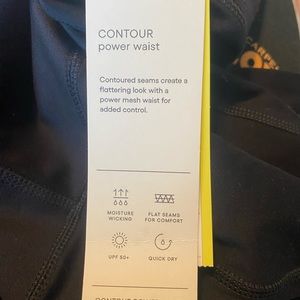 CONTOUR
power waist
Contoured seams create a
flattering look with a
power mesh waist for
added control.
MOISTURE
WICKING
FLAT SEAMS
FOR COMFORT
UPF 50+
QUICK DRY